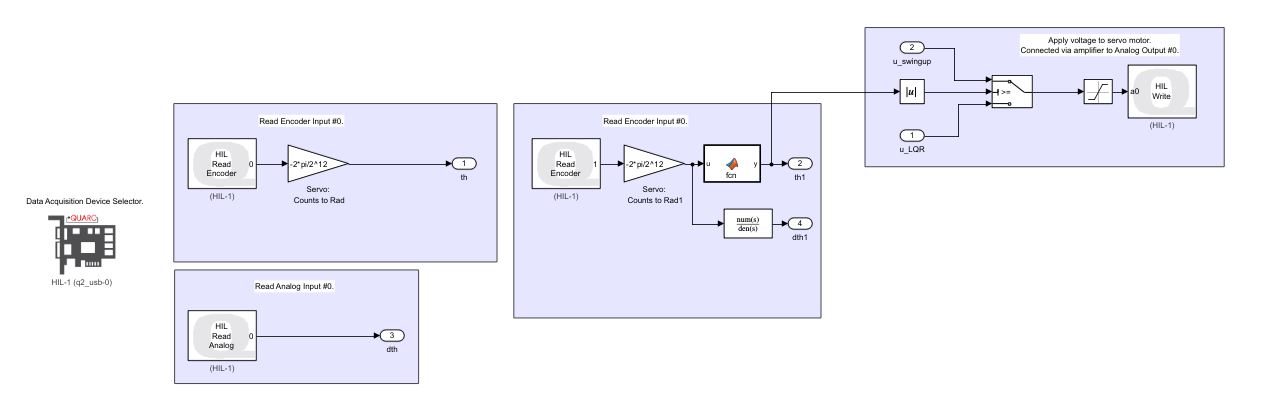 Data Acquisition Device Selector.
QUARC
HIL-1 (q2_usb-0)
Read Encoder Input #0.
HIL
Read
Encoder
0
(HIL-1)
-2*pi/2^12
Servo:
Counts to Rad
1
th
Read Analog Input #0.
HIL
Read
Analog
0
(HIL-1)
3
dth
Read Encoder Input #0.
HIL
Read
Encoder
1
(HIL-1)
-2*pi/2^12
Servo:
Counts to Rad1
u
y
fcn
2
th1
num(s)
den(s)
4
dth1
Apply voltage to servo motor.
Connected via amplifier to Analog Output #0.
2
u_swingup
|u|
1
u_LQR
>=
a0
HIL
Write
(HIL-1)